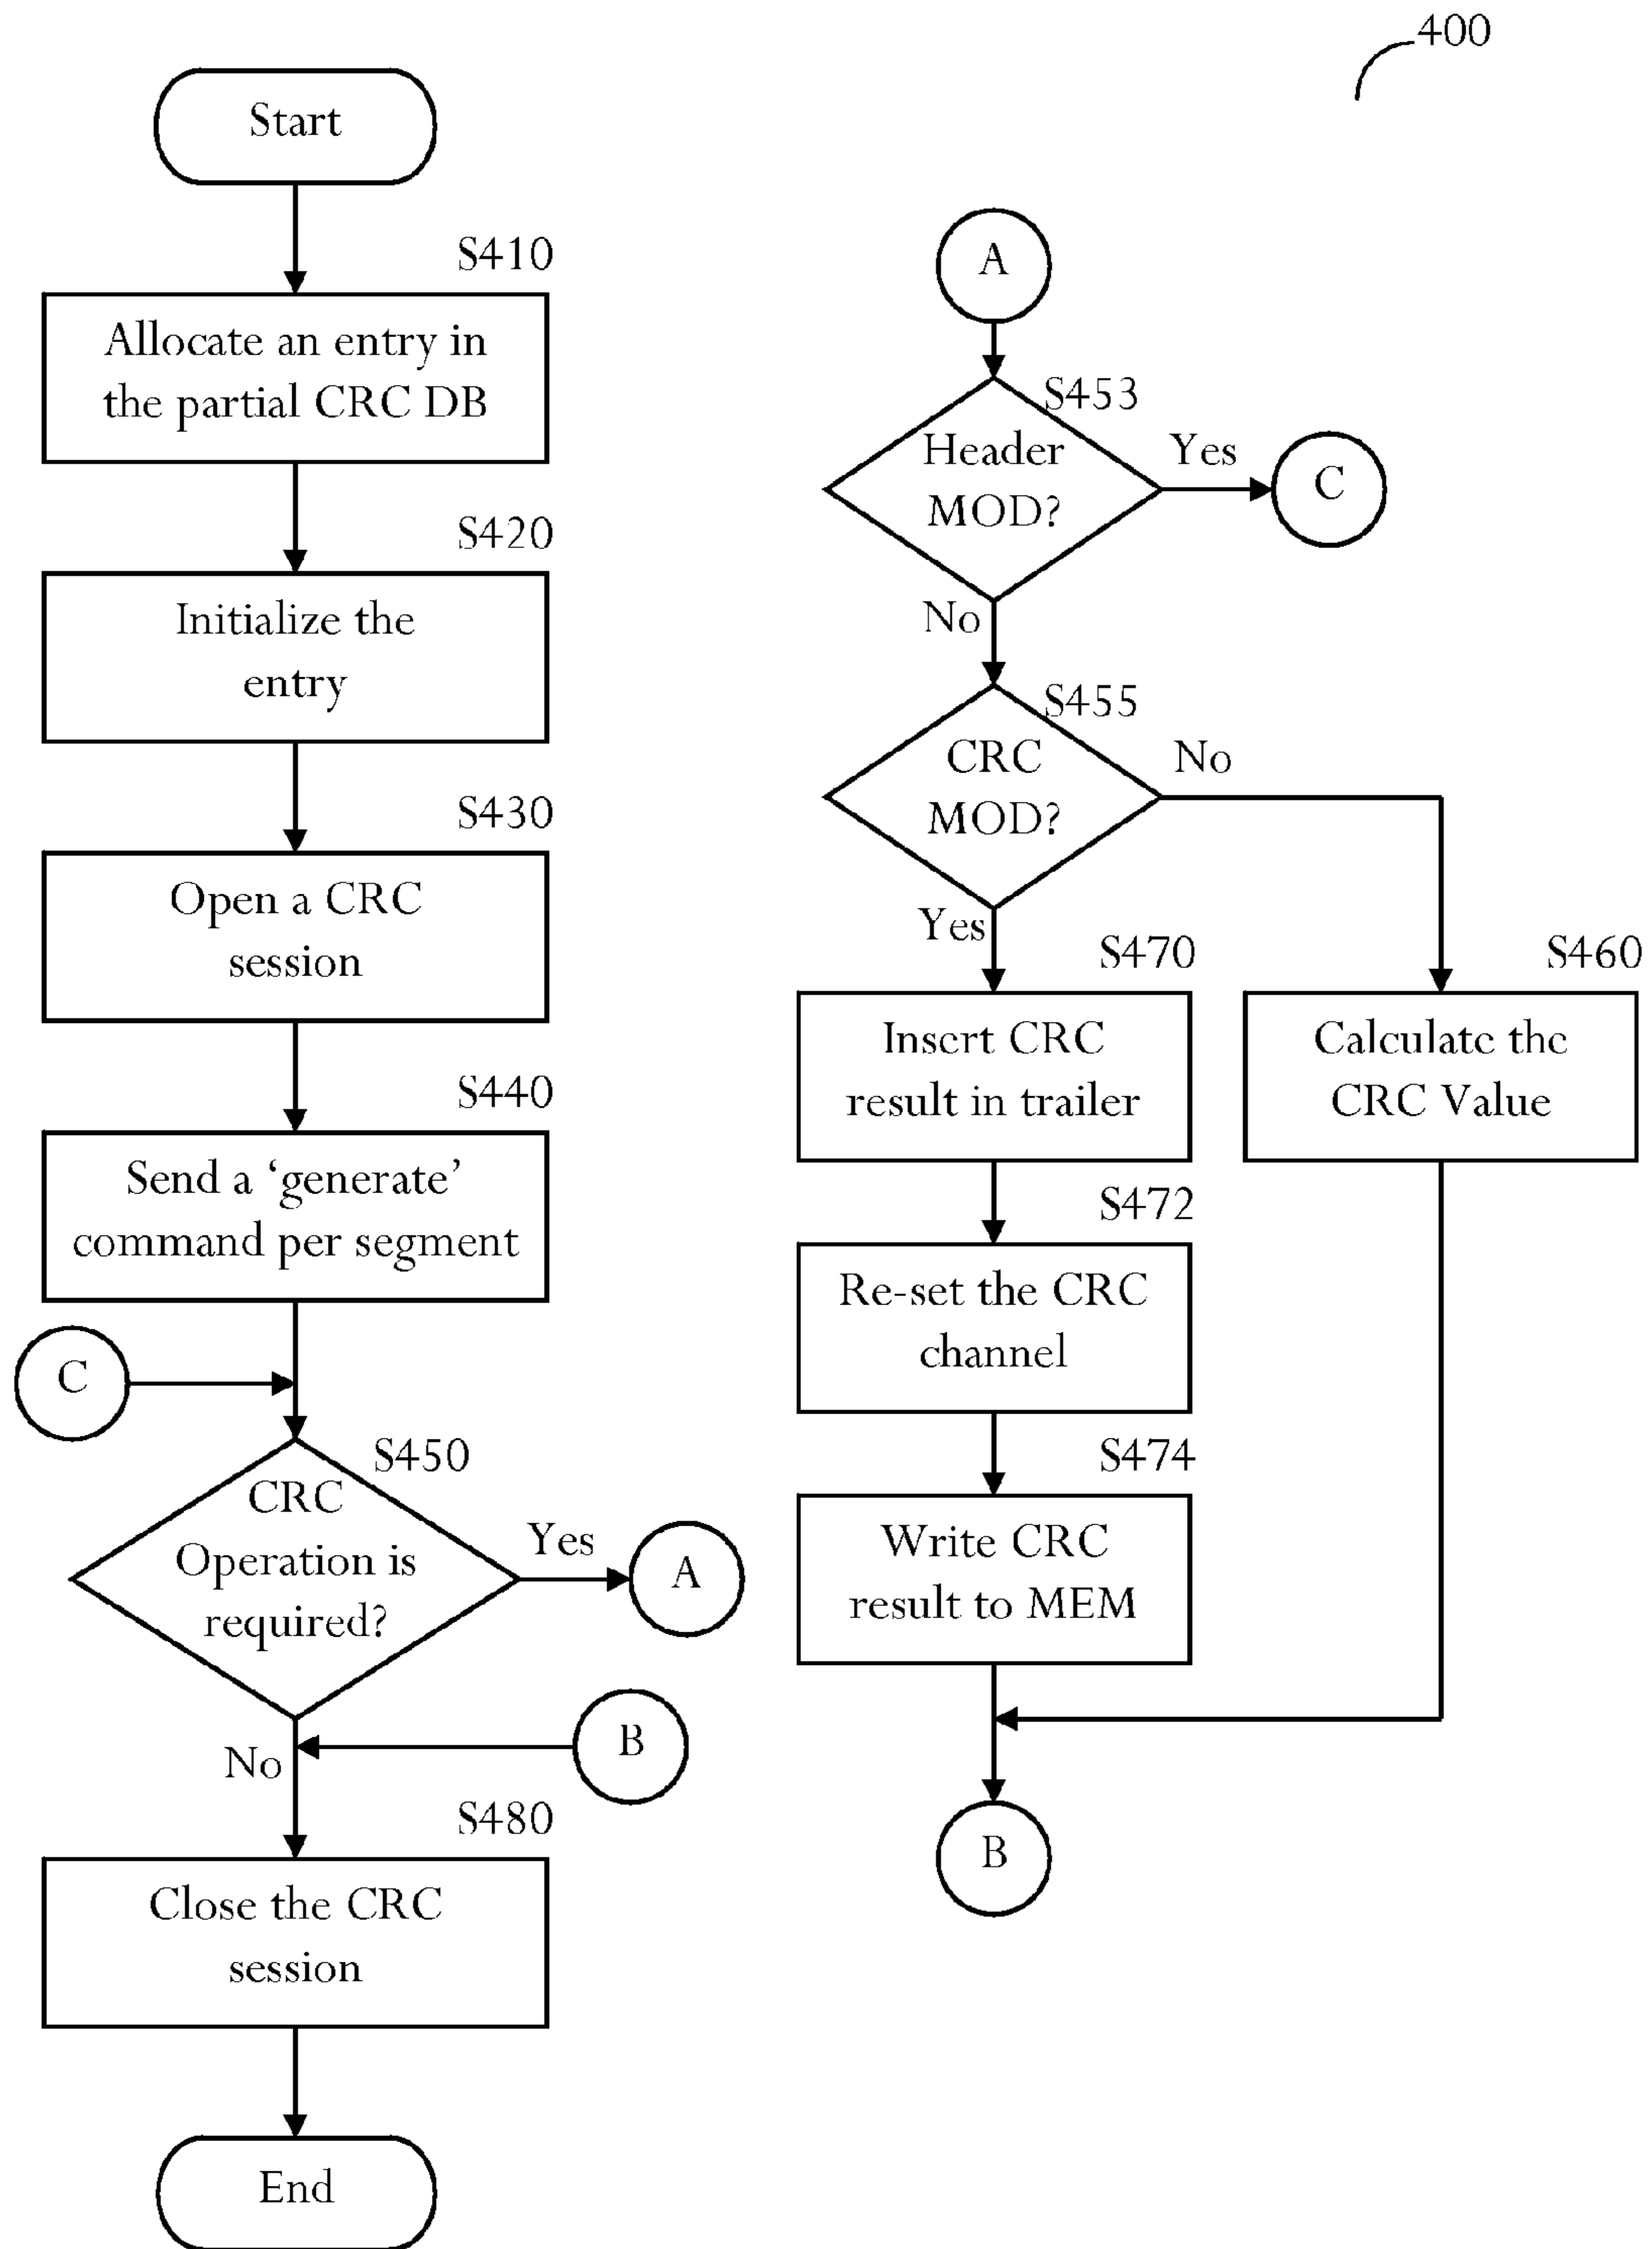 400
Start
S410
Allocate an entry in
the partial CRC DB
S420
Initialize the
entry
S430
Open a CRC
session
S440
Send a ‘generate’
command per segment
C
S450
CRC
Operation is
required?
Yes
A
B
No
S480
Close the CRC
session
End
A
S453
Header
MOD?
Yes
C
No
S455
CRC
MOD?
No
Yes
S470
Insert CRC
result in trailer
S460
Calculate the
CRC Value
S472
Re-set the CRC
channel
S474
Write CRC
result to MEM
B